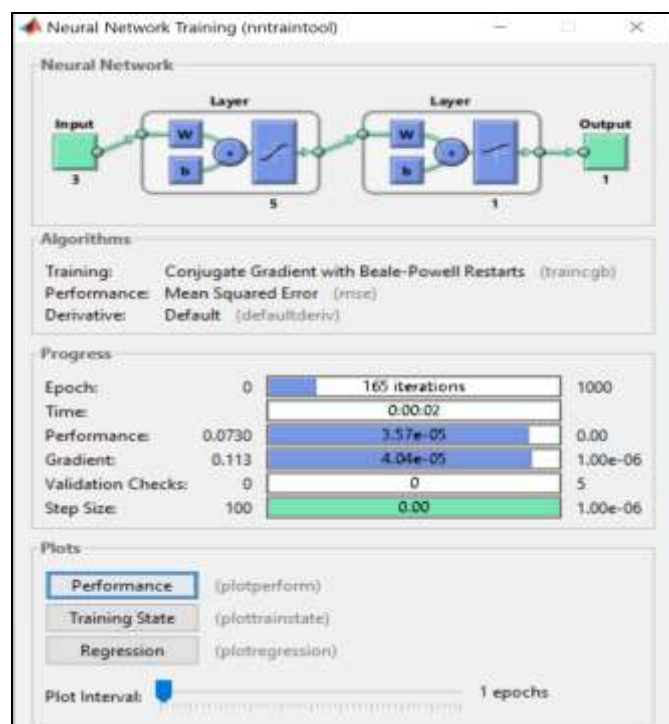 Neural Network Training (nntraintool)
Neural Network
Layer
Layer
Input
W
W
Output
b
b
3
5
1
1
Algorithms
Training: Conjugate Gradient with Beale-Powell Restarts (traincgb)
Performance: Mean Squared Error (mse)
Derivative: Default (defaultderiv)
Progress
Epoch: 0 165 iterations 1000
Time: 0:00:02
Performance: 0.0730 3.57e-05 0.00
Gradient: 0.113 4.04e-05 1.00e-06
Validation Checks: 0 0 5
Step Size: 100 0.00 1.00e-06
Plots
Performance (plotperform)
Training State (plottrainstate)
Regression (plotregression)
Plot Interval: 1 epochs